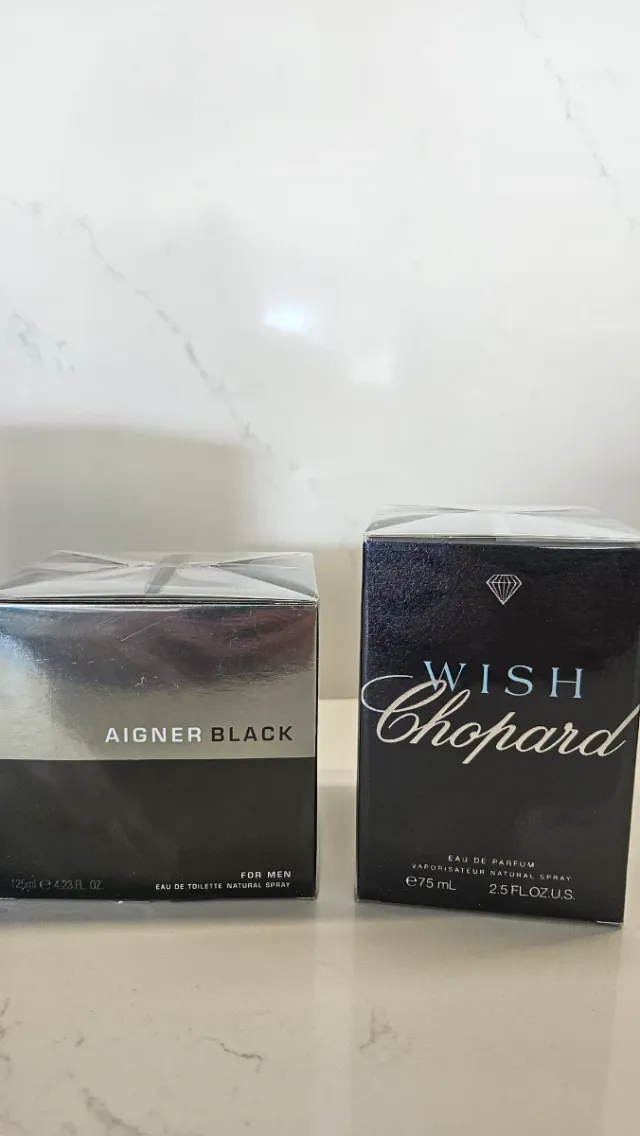 AIGNER BLACK
125ml e 4.23 FL. OZ.
FOR MEN
EAU DE TOILETTE NATURAL SPRAY
WISH
Chopard
EAU DE PARFUM
VAPORISATEUR NATURAL SPRAY
e75 mL 2.5 FL.OZ.U.S.